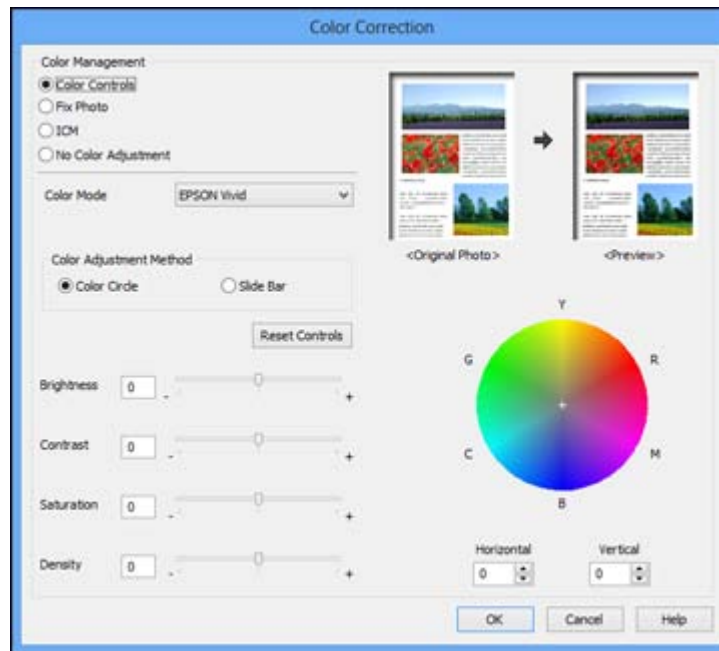 Color Correction
Color Management
Color Controls
Fix Photo
ICM
No Color Adjustment
Color Mode
EPSON Vivid
Color Adjustment Method
Color Circle
Slide Bar
Reset Controls
Brightness
0
-
+
Contrast
0
-
+
Saturation
0
-
+
Density
0
-
+
<Original Photo>
<Preview>
Y
G
R
C
M
B
Horizontal
Vertical
0
0
OK
Cancel
Help